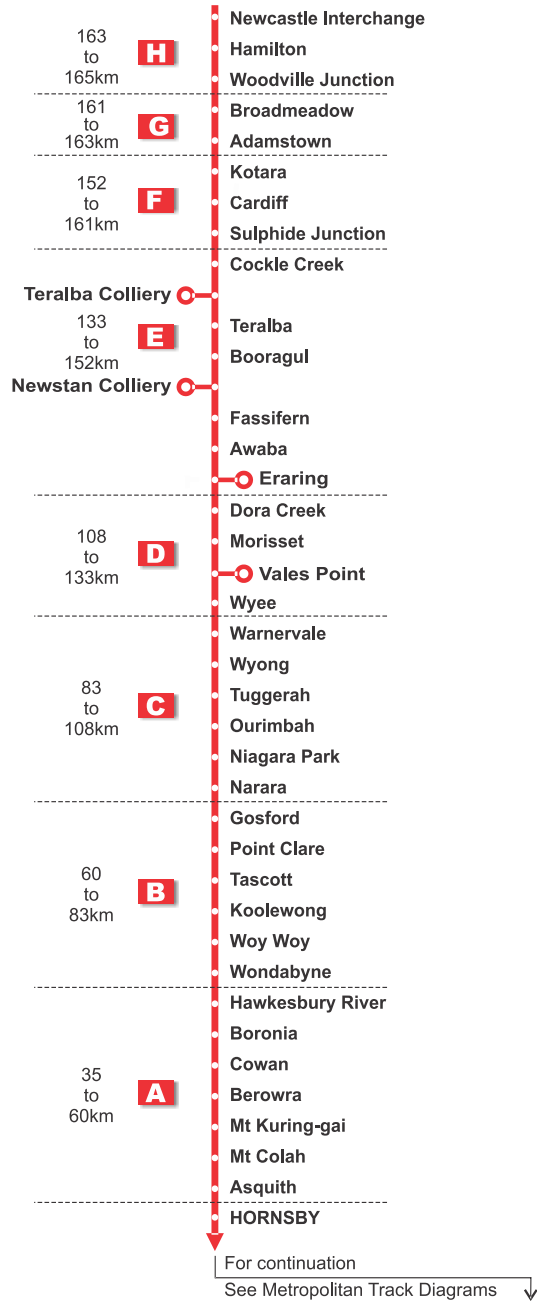 Newcastle Interchange
163
to
165km
H
Hamilton
Woodville Junction
161
to
163km
G
Broadmeadow
Adamstown
152
to
161km
F
Kotara
Cardiff
Sulphide Junction
Cockle Creek
Teralba Colliery
133
to
152km
E
Teralba
Booragul
Newstan Colliery
Fassifern
Awaba
Eraring
108
to
133km
D
Dora Creek
Morisset
Vales Point
Wyee
83
to
108km
C
Warnervale
Wyong
Tuggerah
Ourimbah
Niagara Park
Narara
60
to
83km
B
Gosford
Point Clare
Tascott
Koolewong
Woy Woy
Wondabyne
35
to
60km
A
Hawkesbury River
Boronia
Cowan
Berowra
Mt Kuring-gai
Mt Colah
Asquith
HORNSBY
For continuation
See Metropolitan Track Diagrams